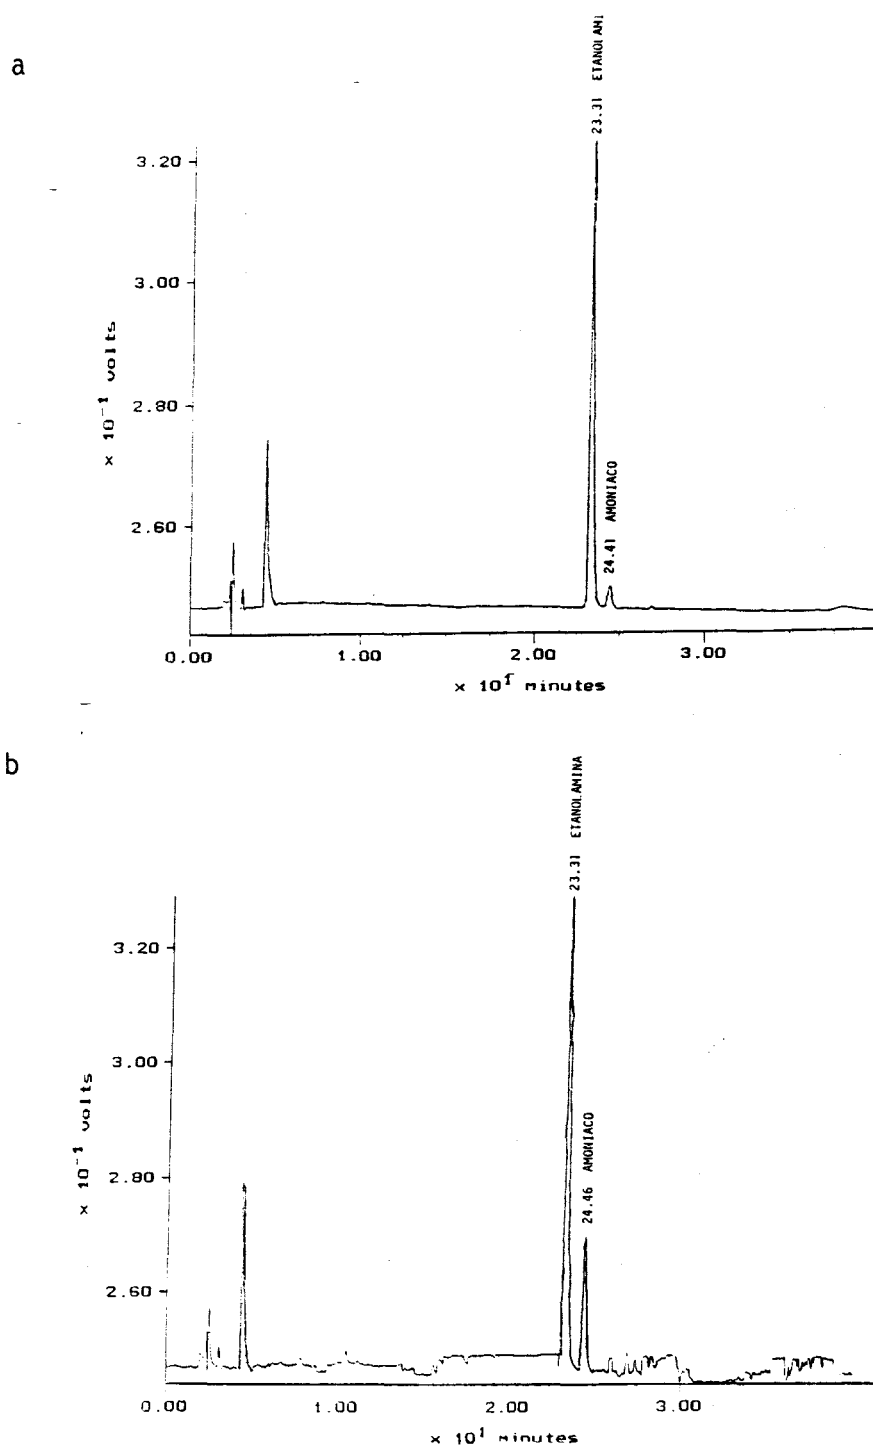 a
23.31 ETANOLAMI
3.20
3.00
× 10⁻¹ volts
2.80
24.41 AMONIACO
2.60
0.00
1.00
2.00
3.00
× 10¹ minutes
b
23.31 ETANOLAMINA
3.20
3.00
× 10⁻¹ volts
24.46 AMONIACO
2.80
2.60
0.00
1.00
2.00
3.00
× 10¹ minutes